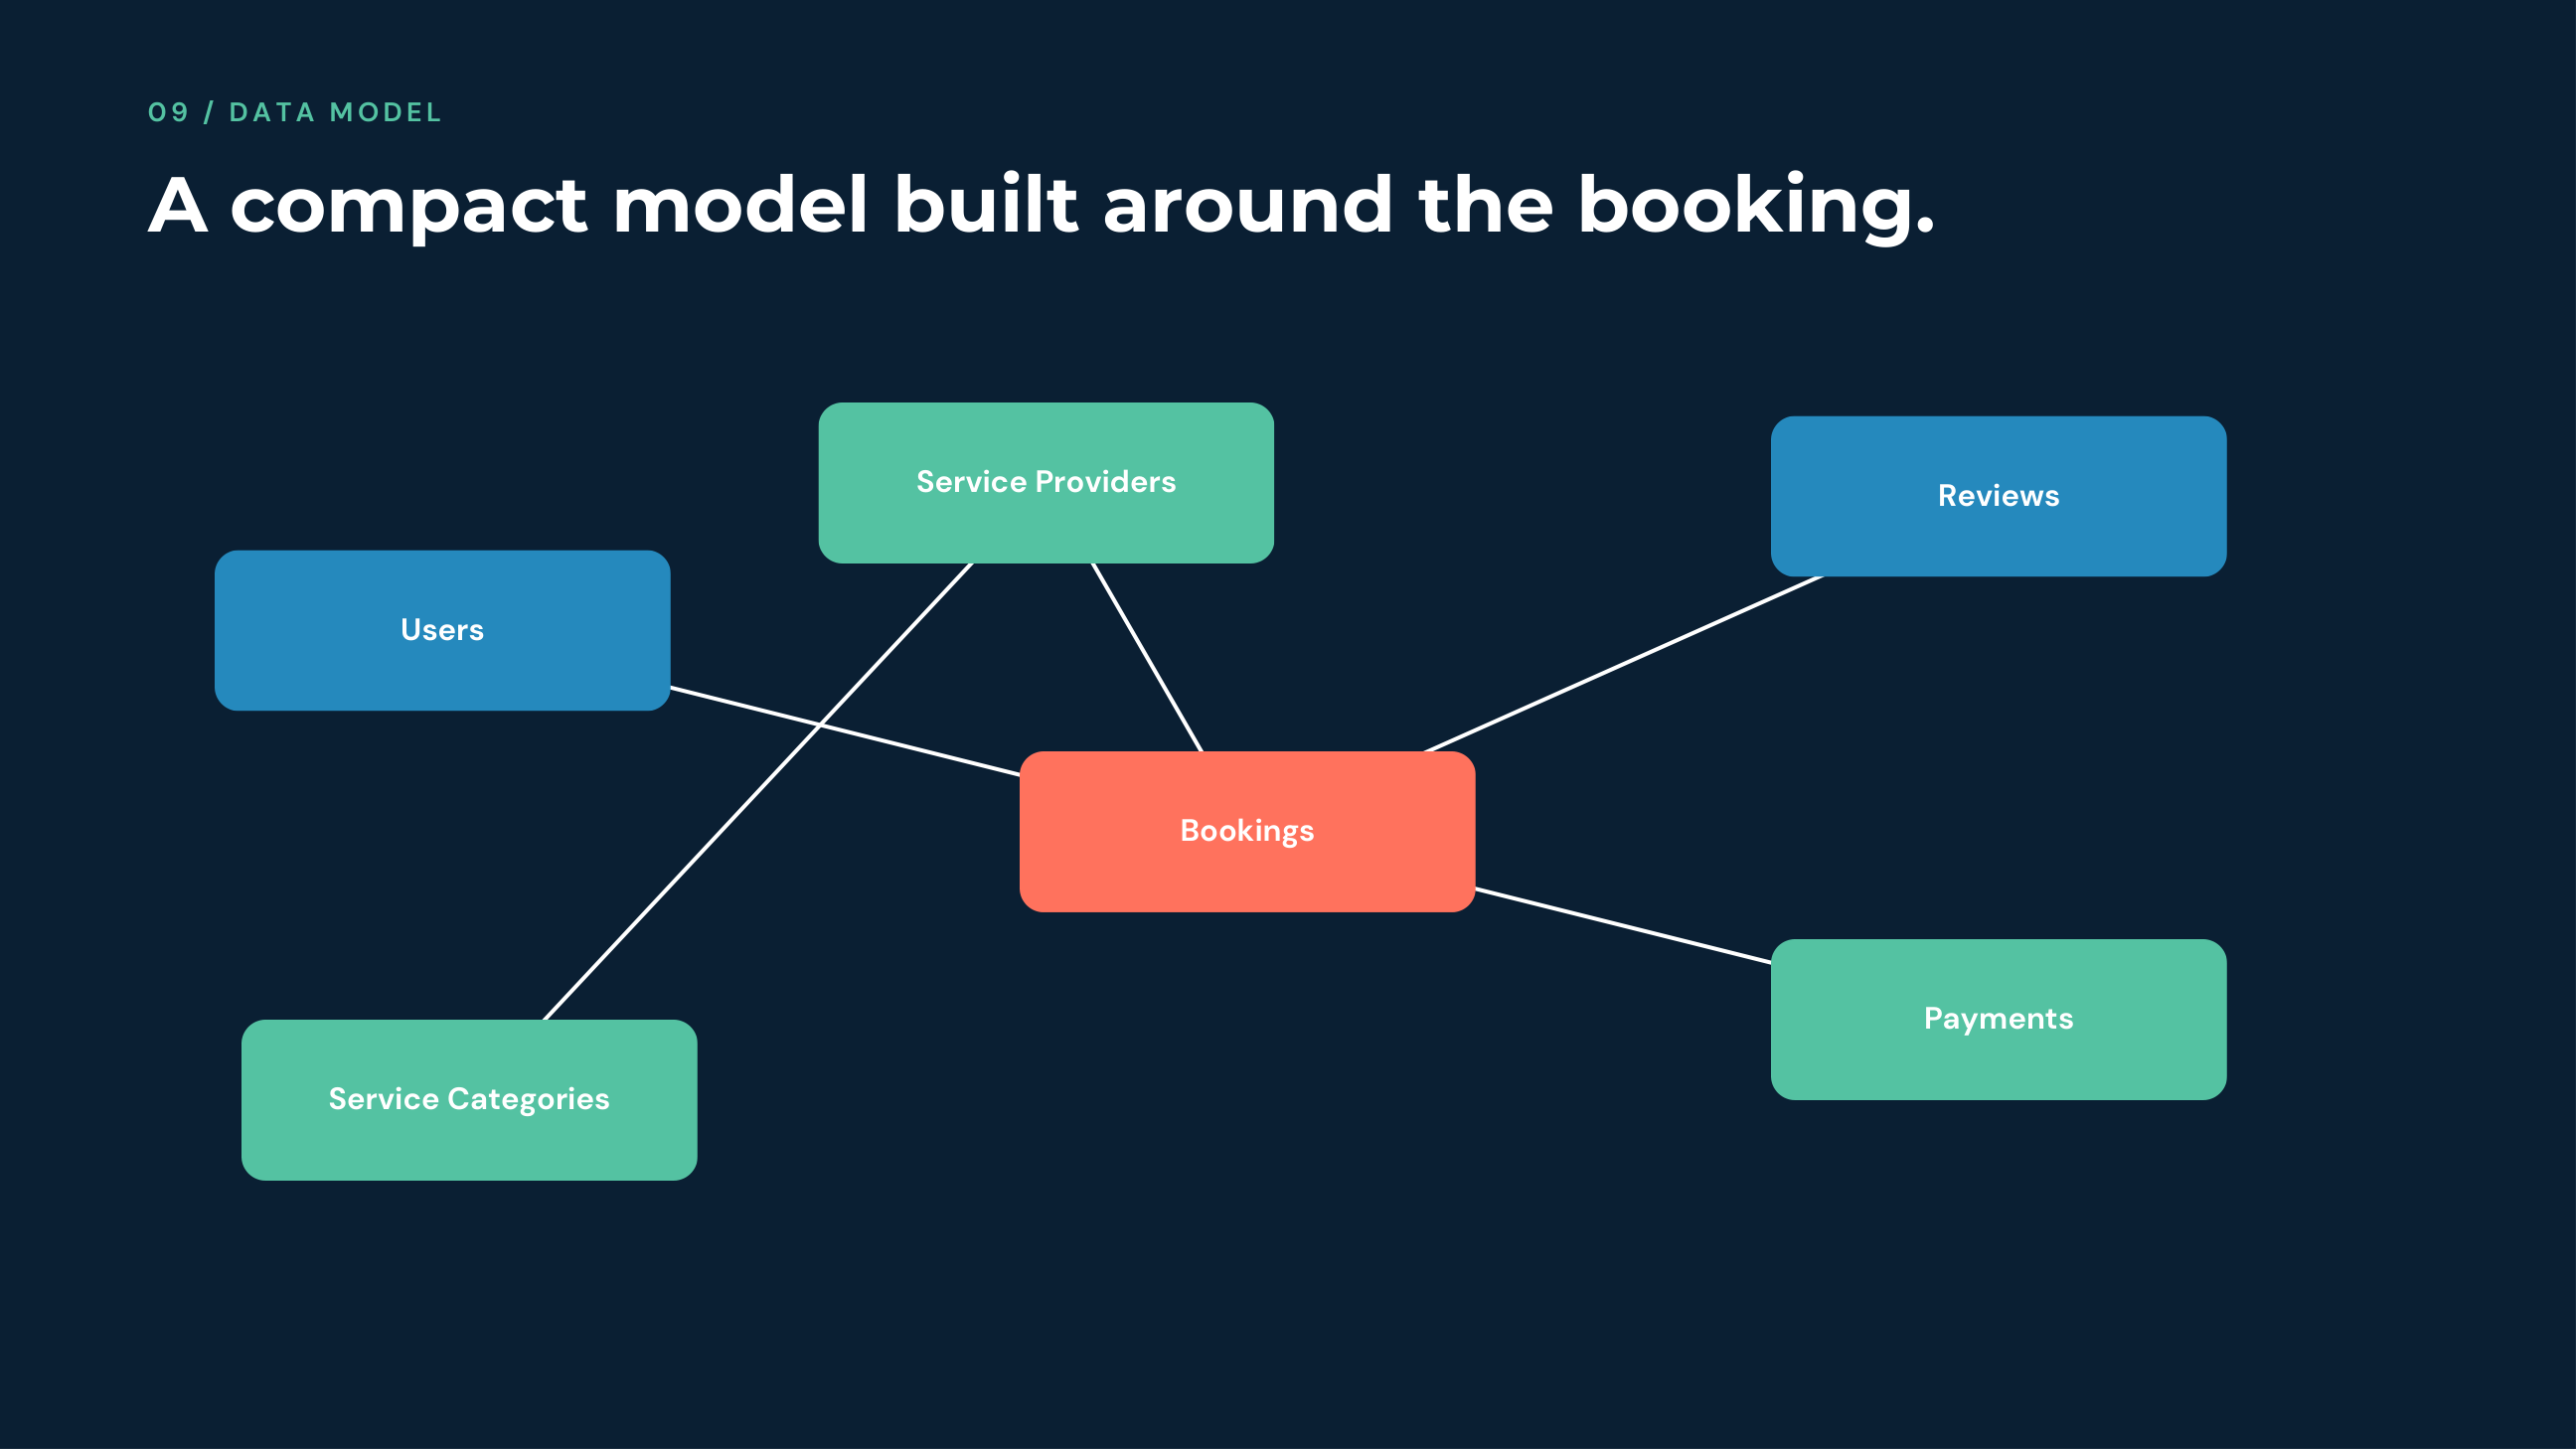 09 / DATA MODEL
A compact model built around the booking.
Service Providers
Reviews
Users
Bookings
Payments
Service Categories